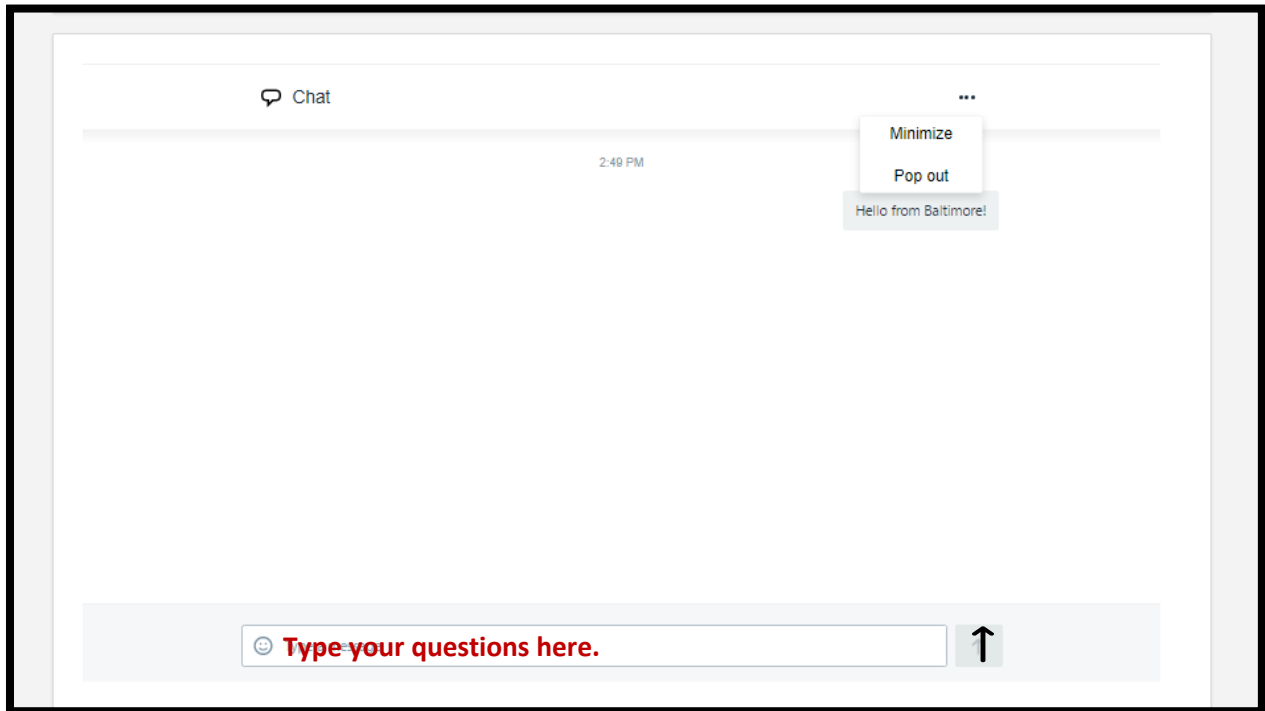 Chat
Minimize
2:49 PM
Pop out
Hello from Baltimore!
Type your questions here.